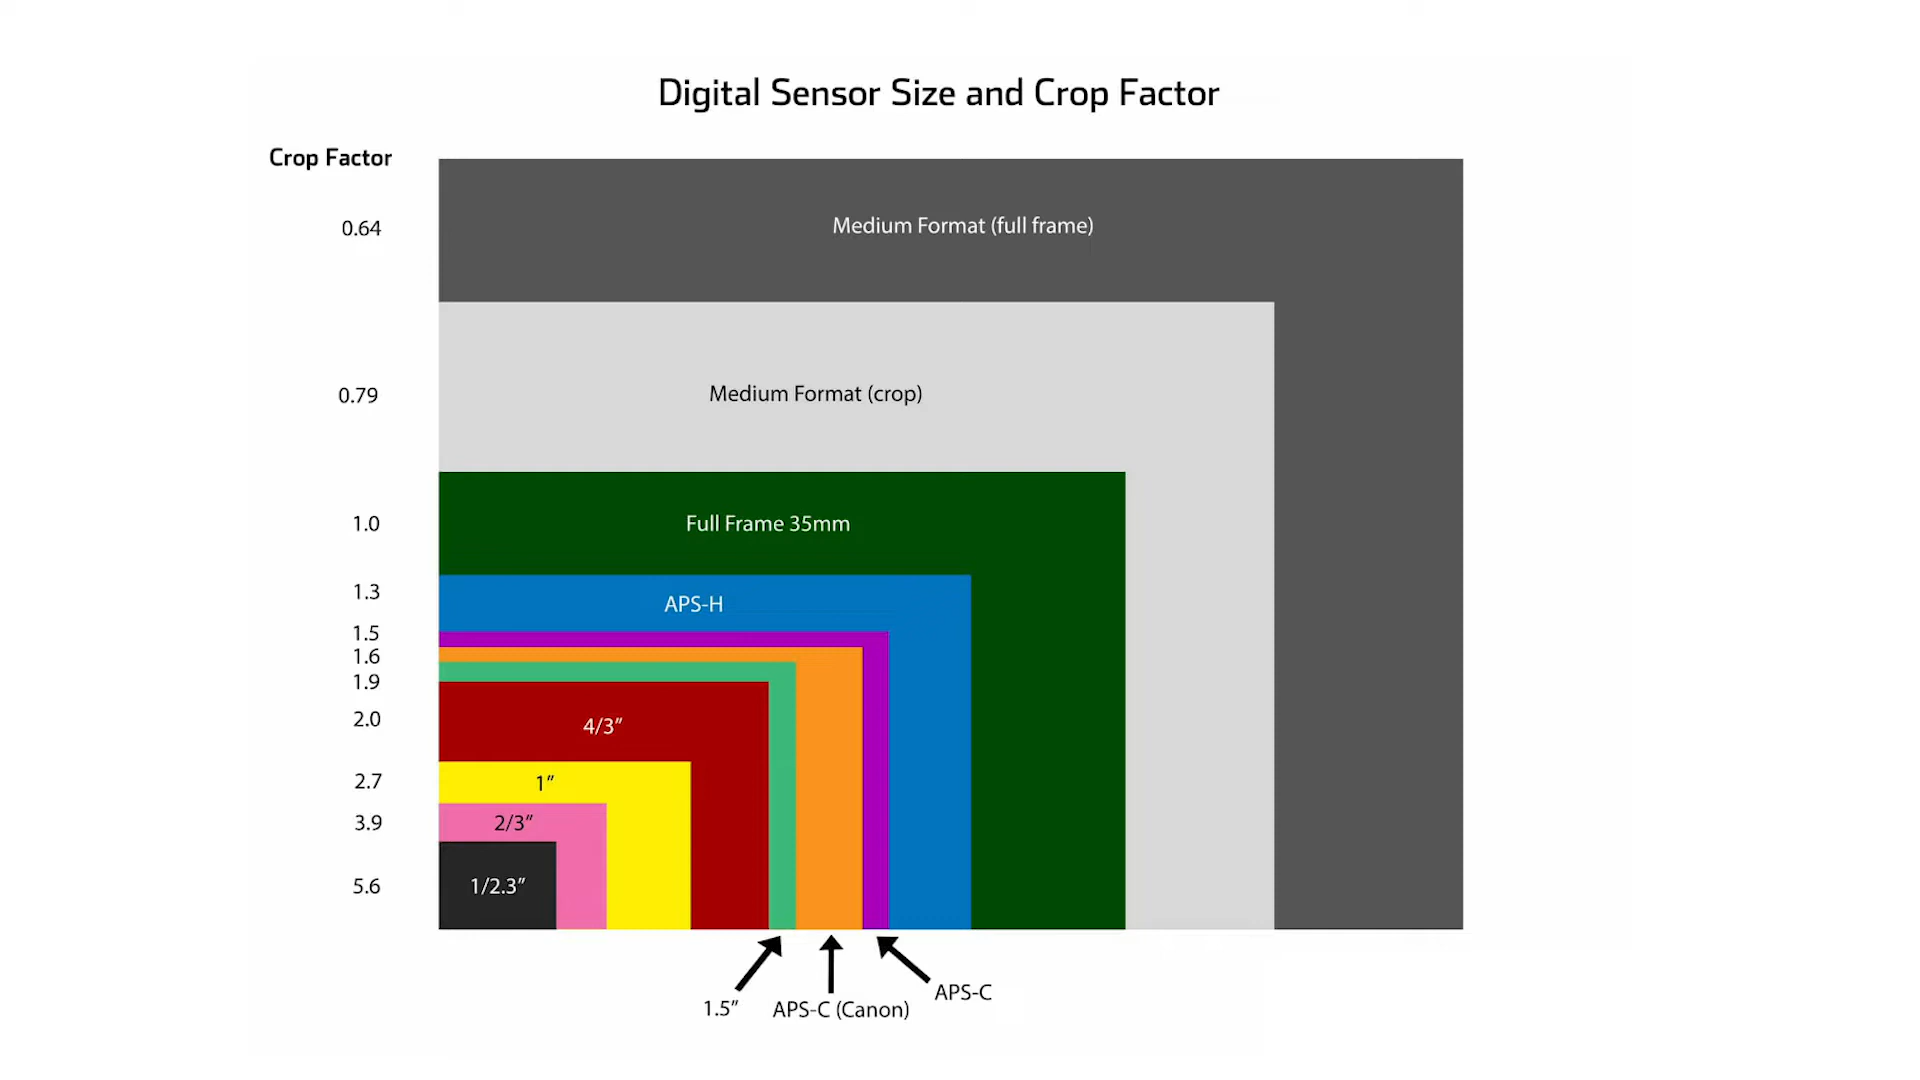 Digital Sensor Size and Crop Factor
Crop Factor
0.64
Medium Format (full frame)
0.79
Medium Format (crop)
1.0
Full Frame 35mm
1.3
APS-H
1.5
1.6
1.9
2.0
4/3”
2.7
1”
3.9
2/3”
5.6
1/2.3”
1.5”
APS-C (Canon)
APS-C